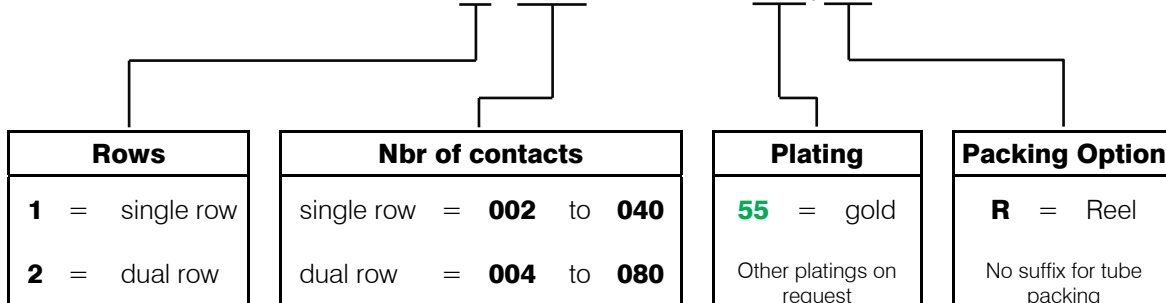 Rows
1 = single row
2 = dual row
Nbr of contacts
single row = 002 to 040
dual row = 004 to 080
Plating
55 = gold
Other platings on
request
Packing Option
R = Reel
No suffix for tube
packing